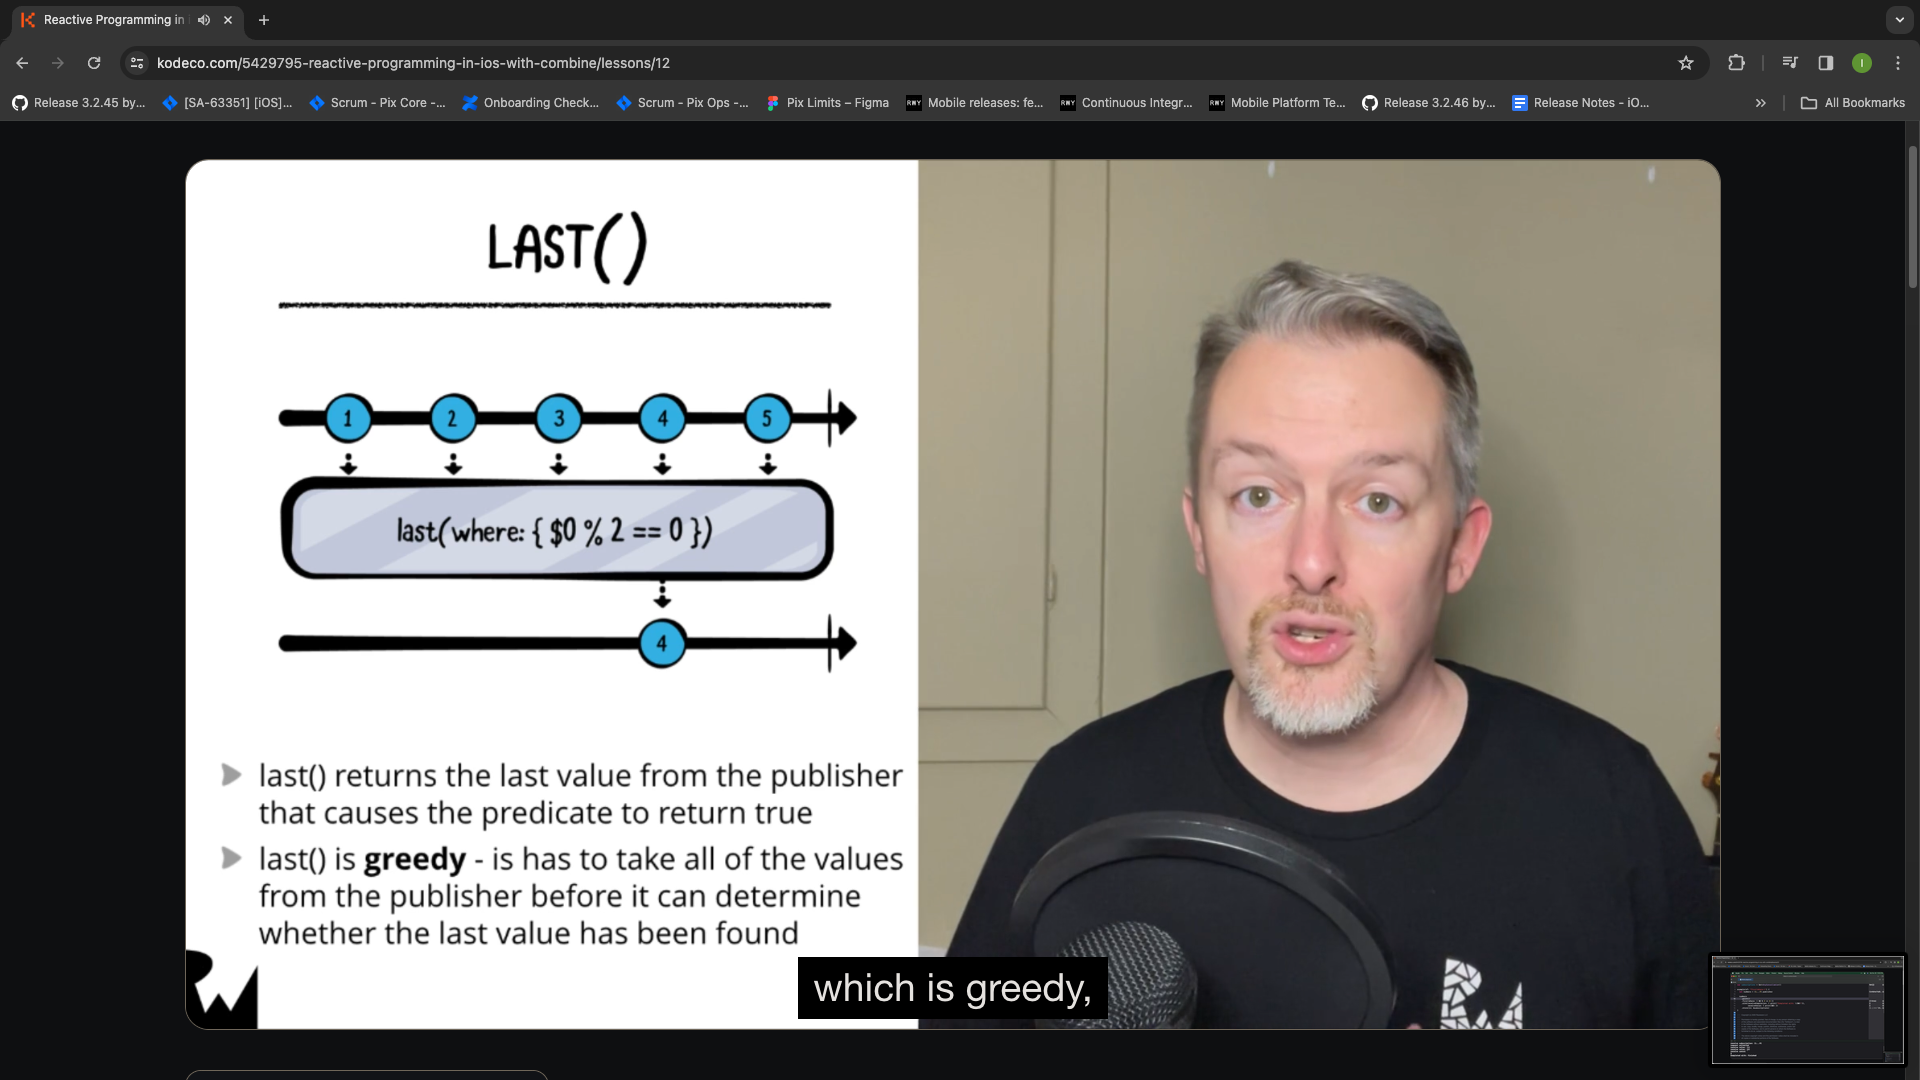 Reactive Programming in i
kodeco.com/5429795-reactive-programming-in-ios-with-combine/lessons/12
I
Release 3.2.45 by...
[SA-63351] [iOS]...
Scrum - Pix Core -...
Onboarding Check...
Scrum - Pix Ops -...
Pix Limits – Figma
Mobile releases: fe...
Continuous Integr...
Mobile Platform Te...
Release 3.2.46 by...
Release Notes - iO...
All Bookmarks
LAST()
1 2 3 4 5
last(where: { $0 % 2 == 0 })
4
last() returns the last value from the publisher
that causes the predicate to return true
last() is greedy - is has to take all of the values
from the publisher before it can determine
whether the last value has been found
which is greedy,